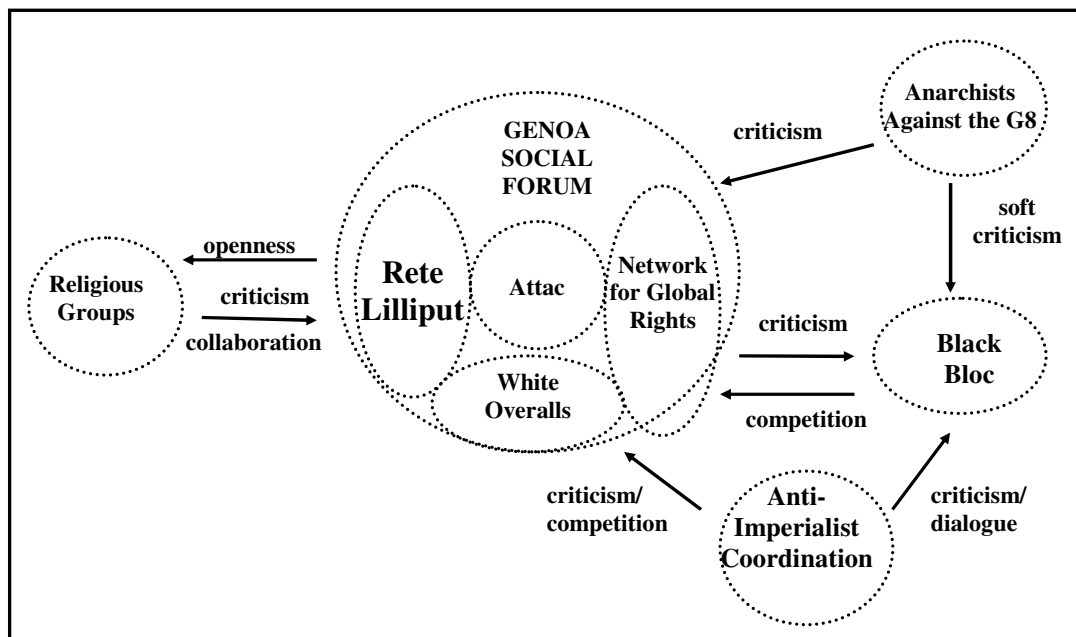 GENOA
SOCIAL
FORUM
Anarchists
Against the G8
criticism
soft
criticism
openness
Religious
Groups
criticism
collaboration
Rete
Lilliput
Attac
Network
for Global
Rights
White
Overalls
criticism
competition
Black
Bloc
criticism/
competition
Anti-
Imperialist
Coordination
criticism/
dialogue